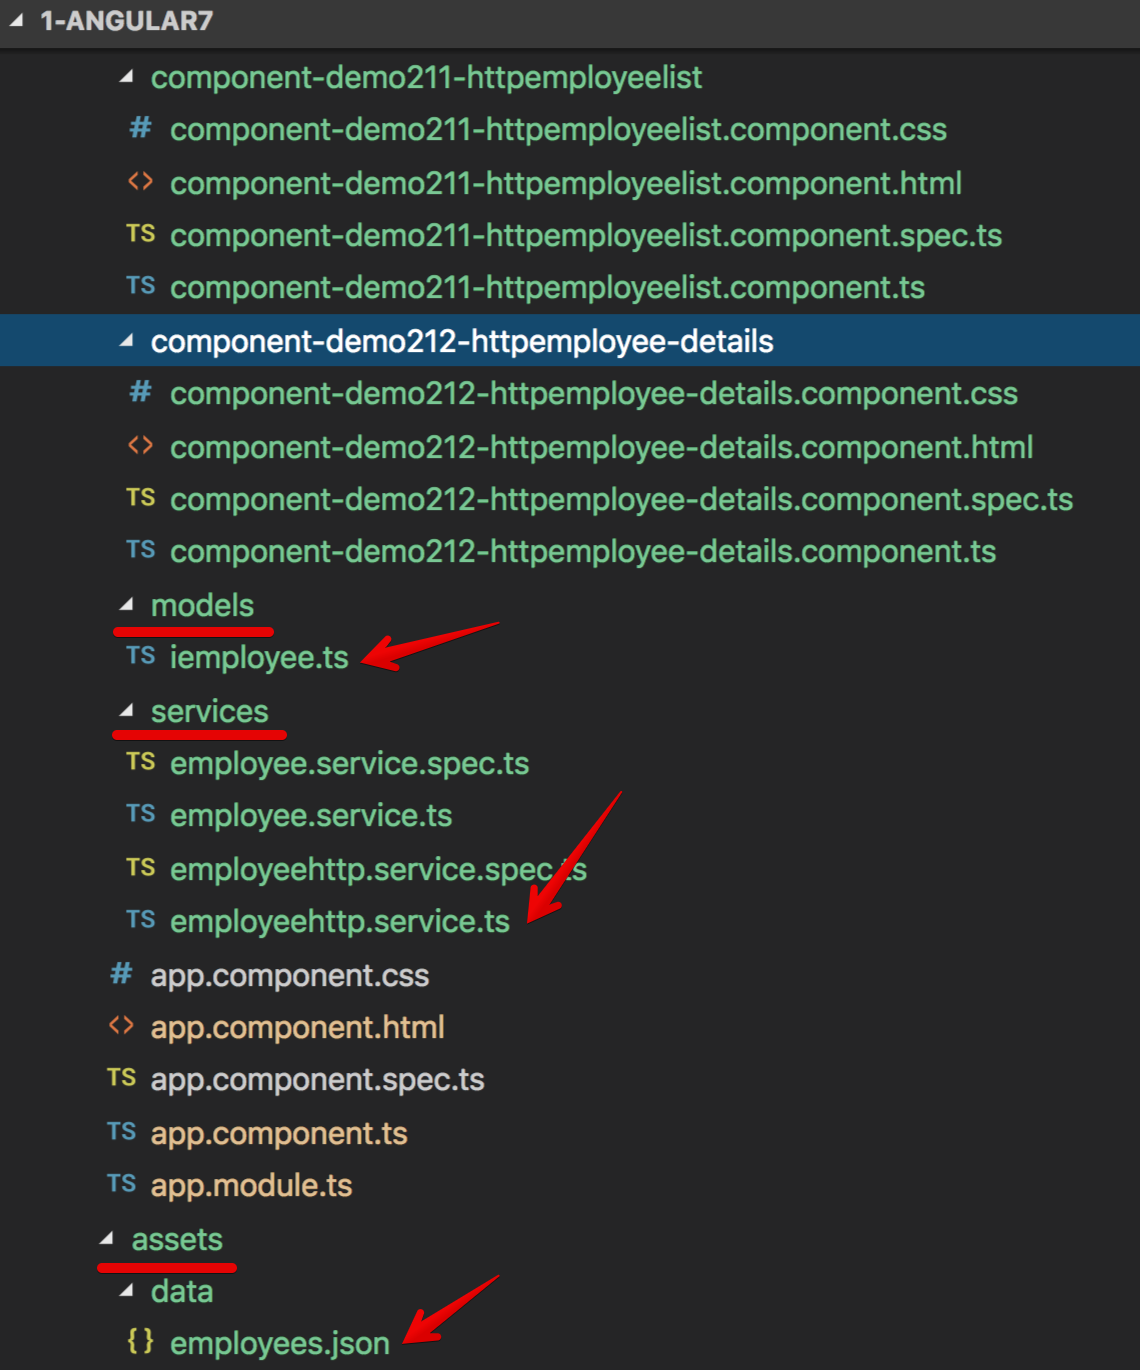 1-ANGULAR7
component-demo211-httpemployeelist
# component-demo211-httpemployeelist.component.css
<> component-demo211-httpemployeelist.component.html
TS component-demo211-httpemployeelist.component.spec.ts
TS component-demo211-httpemployeelist.component.ts
component-demo212-httpemployee-details
# component-demo212-httpemployee-details.component.css
<> component-demo212-httpemployee-details.component.html
TS component-demo212-httpemployee-details.component.spec.ts
TS component-demo212-httpemployee-details.component.ts
models
TS iemployee.ts
services
TS employee.service.spec.ts
TS employee.service.ts
TS employeehttp.service.spec.ts
TS employeehttp.service.ts
# app.component.css
<> app.component.html
TS app.component.spec.ts
TS app.component.ts
TS app.module.ts
assets
data
{} employees.json